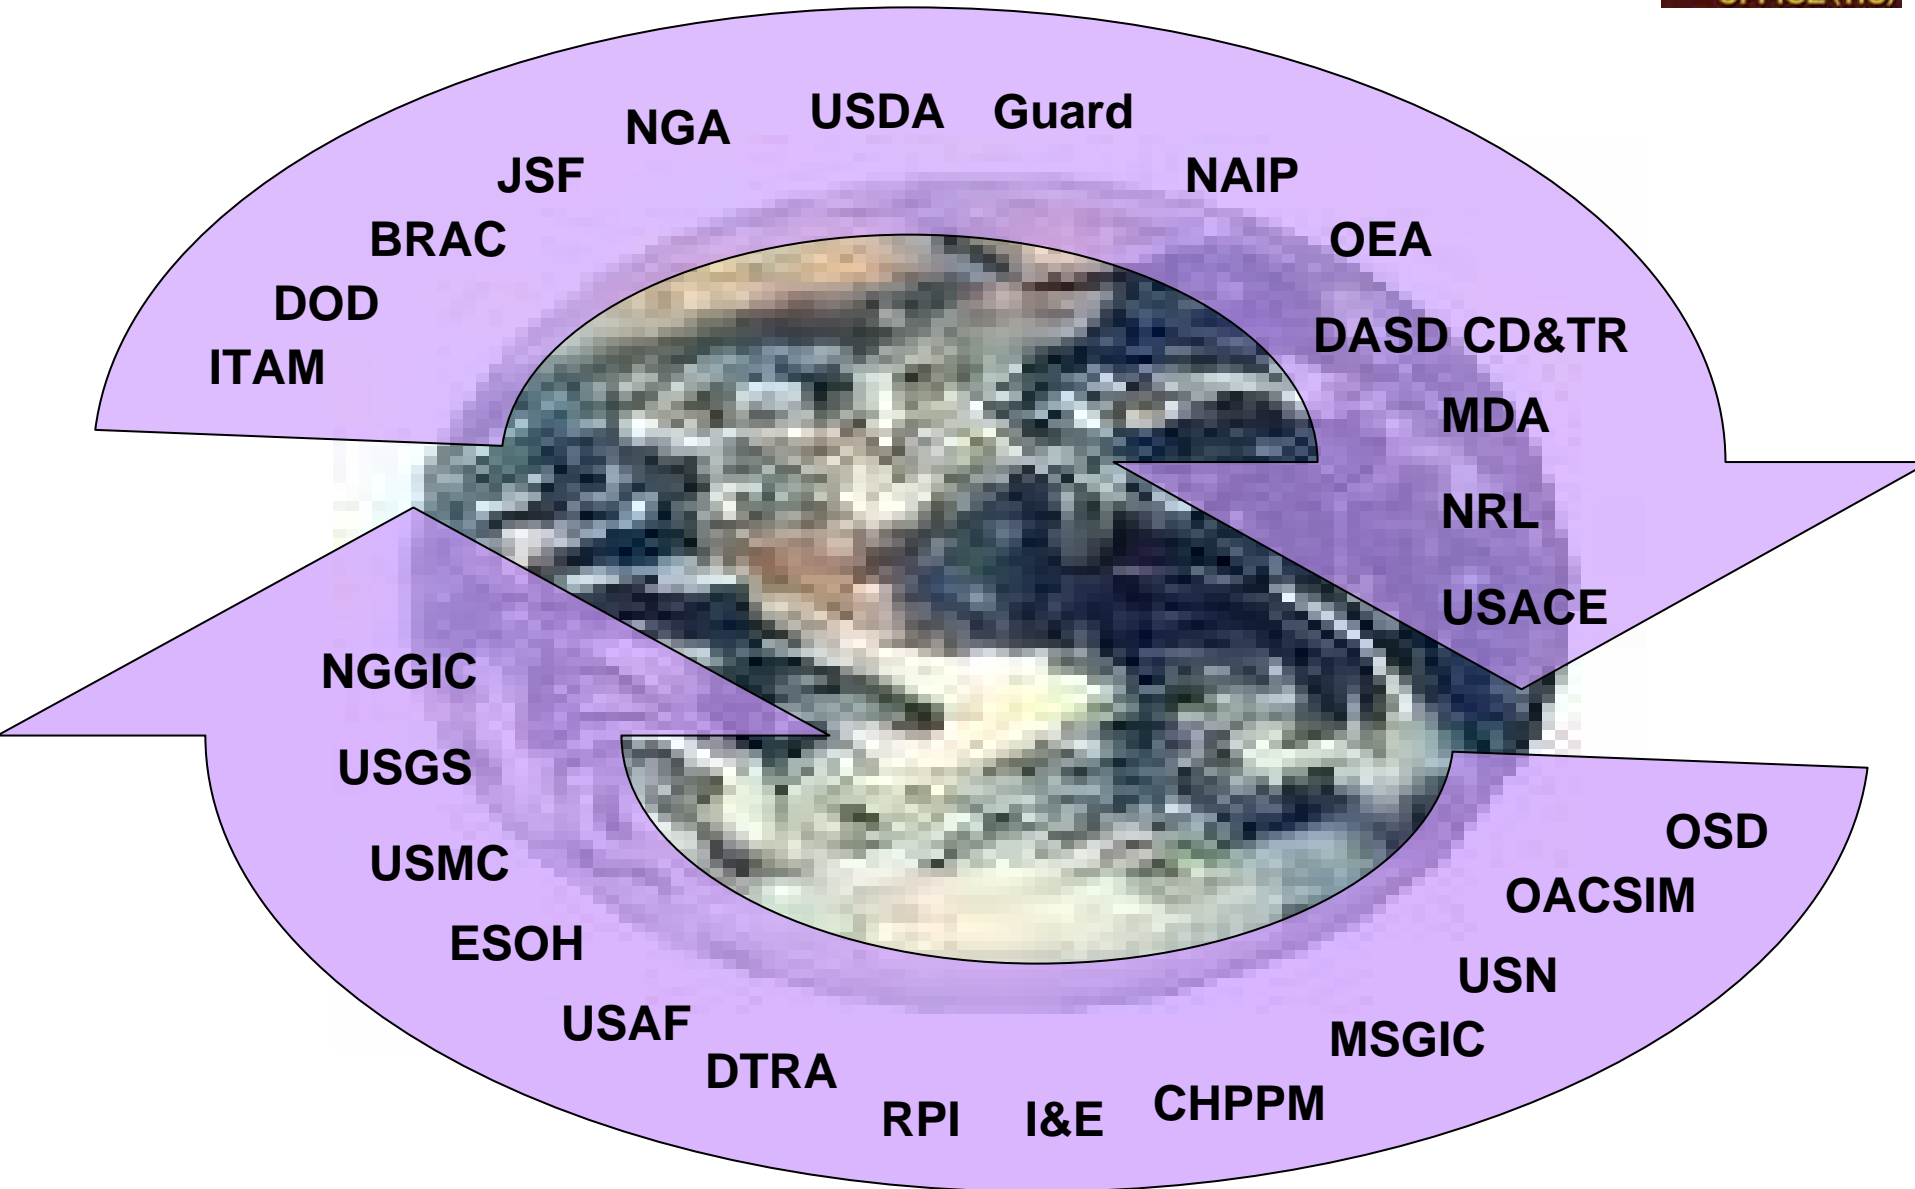 USDA Guard
NGA
JSF
NAIP
BRAC
OEA
DOD
DASD CD&TR
ITAM
MDA
NRL
USACE
NGGIC
USGS
OSD
USMC
OACSIM
ESOH
USN
USAF
MSGIC
DTRA
CHPPM
RPI I&E